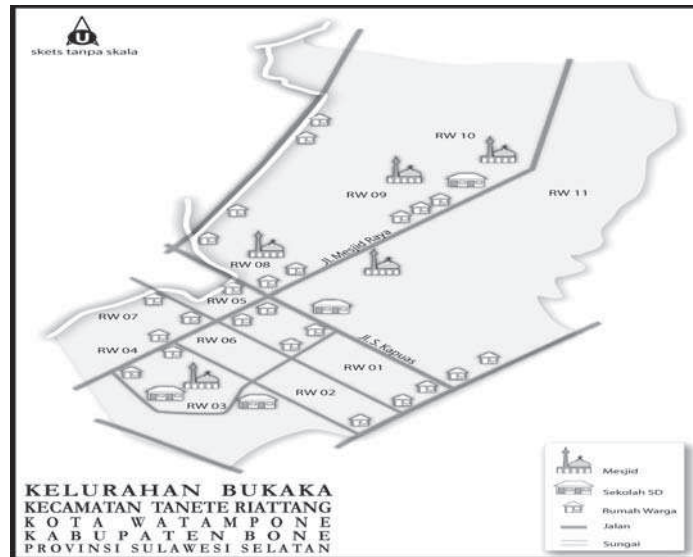 U
skets tanpa skala
RW 10
RW 09
RW 11
Jl. Mesjid Raya
RW 08
RW 05
RW 07
Jl. S. Kapuas
RW 06
RW 04
RW 01
RW 02
RW 03
KELURAHAN BUKAKA
KECAMATAN TANETE RIATTANG
KOTA WATAMPONE
KABUPATEN BONE
PROVINSI SULAWESI SELATAN
Mesjid
Sekolah SD
Rumah Warga
Jalan
Sungai